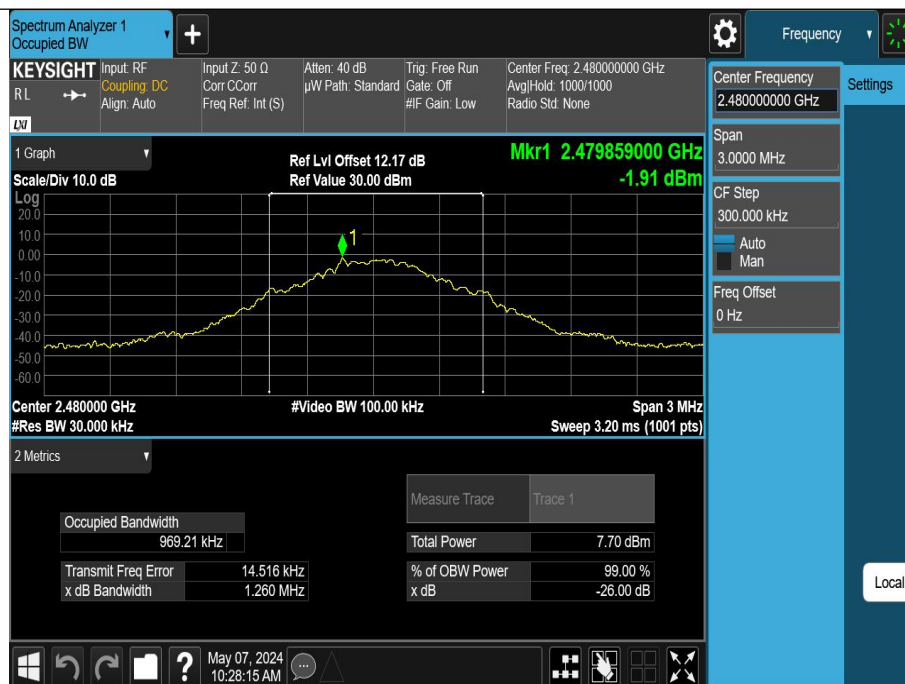 Spectrum Analyzer 1
Occupied BW
+
Frequency
KEYSIGHT
RL
LXI
Input: RF
Coupling: DC
Align: Auto
Input Z: 50 Ω
Corr CCorr
Freq Ref: Int (S)
Atten: 40 dB
µW Path: Standard
Trig: Free Run
Gate: Off
#IF Gain: Low
Center Freq: 2.480000000 GHz
Avg|Hold: 1000/1000
Radio Std: None
Center Frequency
2.480000000 GHz
Settings
Span
3.0000 MHz
CF Step
300.000 kHz
Auto
Man
Freq Offset
0 Hz
1 Graph
Scale/Div 10.0 dB
Ref Lvl Offset 12.17 dB
Ref Value 30.00 dBm
Mkr1 2.479859000 GHz
-1.91 dBm
Log
20.0
10.0
0.00
-10.0
-20.0
-30.0
-40.0
-50.0
-60.0
1
Center 2.480000 GHz
#Res BW 30.000 kHz
#Video BW 100.00 kHz
Span 3 MHz
Sweep 3.20 ms (1001 pts)
2 Metrics
Measure Trace Trace 1
Occupied Bandwidth
969.21 kHz
Total Power 7.70 dBm
Transmit Freq Error 14.516 kHz
% of OBW Power 99.00 %
x dB Bandwidth 1.260 MHz
x dB -26.00 dB
Local
?
May 07, 2024
10:28:15 AM